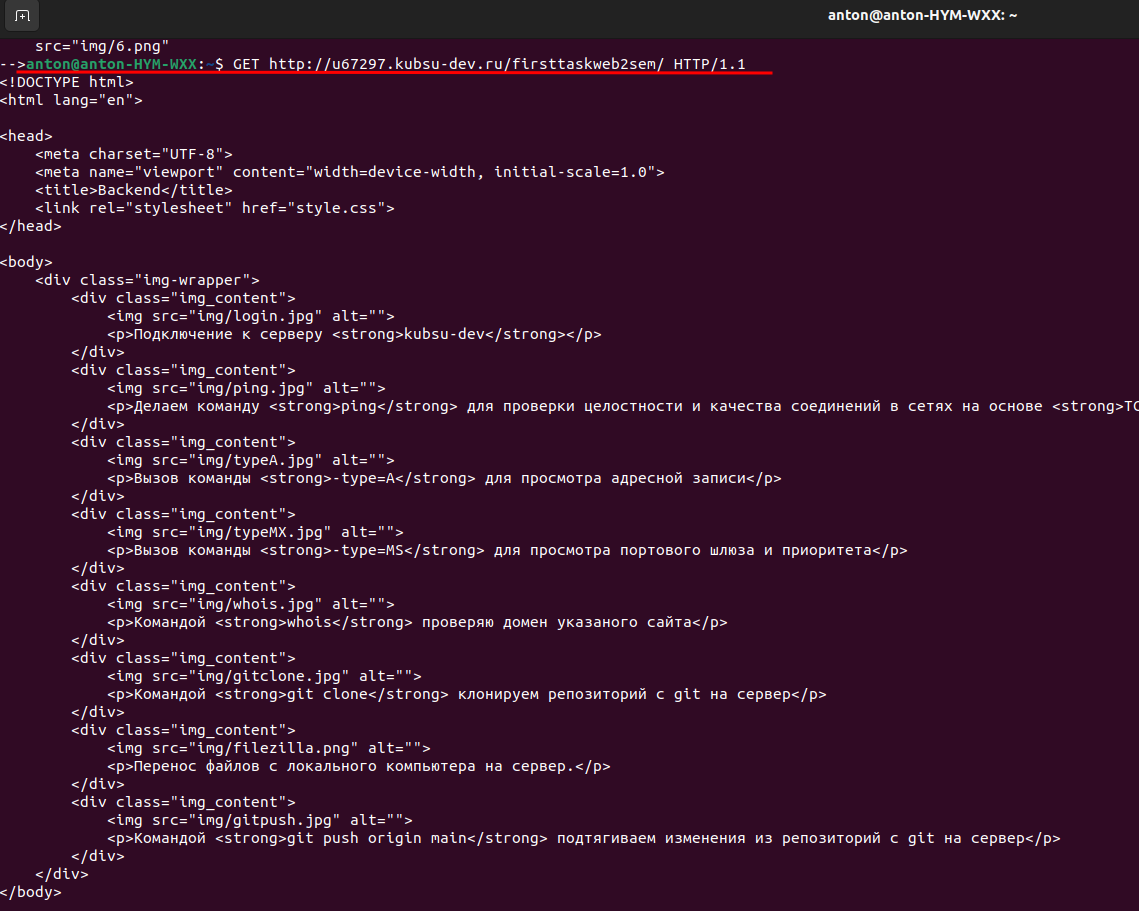 anton@anton-HYM-WXX: ~
    src="img/6.png"
-->anton@anton-HYM-WXX:~$ GET http://u67297.kubsu-dev.ru/firsttaskweb2sem/ HTTP/1.1
<!DOCTYPE html>
<html lang="en">

<head>
    <meta charset="UTF-8">
    <meta name="viewport" content="width=device-width, initial-scale=1.0">
    <title>Backend</title>
    <link rel="stylesheet" href="style.css">
</head>

<body>
    <div class="img-wrapper">
        <div class="img_content">
            <img src="img/login.jpg" alt="">
            <p>Подключение к серверу <strong>kubsu-dev</strong></p>
        </div>
        <div class="img_content">
            <img src="img/ping.jpg" alt="">
            <p>Делаем команду <strong>ping</strong> для проверки целостности и качества соединений в сетях на основе <strong>TC
        </div>
        <div class="img_content">
            <img src="img/typeA.jpg" alt="">
            <p>Вызов команды <strong>-type=A</strong> для просмотра адресной записи</p>
        </div>
        <div class="img_content">
            <img src="img/typeMX.jpg" alt="">
            <p>Вызов команды <strong>-type=MS</strong> для просмотра портового шлюза и приоритета</p>
        </div>
        <div class="img_content">
            <img src="img/whois.jpg" alt="">
            <p>Командой <strong>whois</strong> проверяю домен указаного сайта</p>
        </div>
        <div class="img_content">
            <img src="img/gitclone.jpg" alt="">
            <p>Командой <strong>git clone</strong> клонируем репозиторий с git на сервер</p>
        </div>
        <div class="img_content">
            <img src="img/filezilla.png" alt="">
            <p>Перенос файлов с локального компьютера на сервер.</p>
        </div>
        <div class="img_content">
            <img src="img/gitpush.jpg" alt="">
            <p>Командой <strong>git push origin main</strong> подтягиваем изменения из репозиторий с git на сервер</p>
        </div>
    </div>
</body>